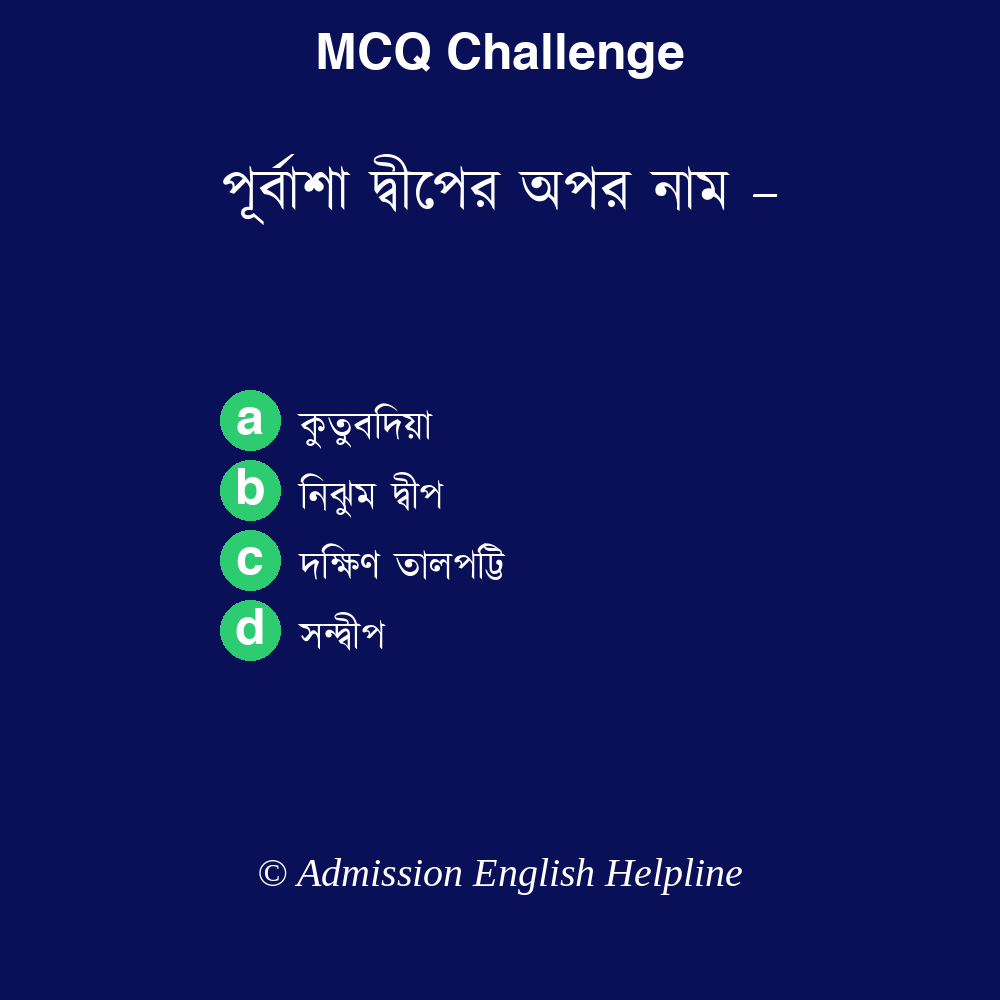 MCQ Challenge
পূর্বাশা দ্বীপের অপর নাম –
a কুতুবদিয়া
b নিঝুম দ্বীপ
c দক্ষিণ তালপট্টি
d সন্দ্বীপ
© Admission English Helpline